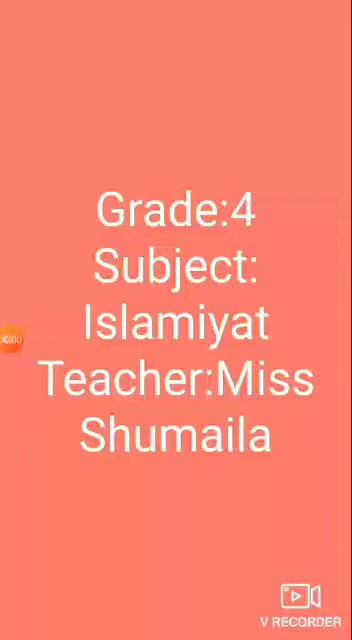 Grade:4
Subject:
Islamiyat
Teacher:Miss
Shumaila
V RECORDER